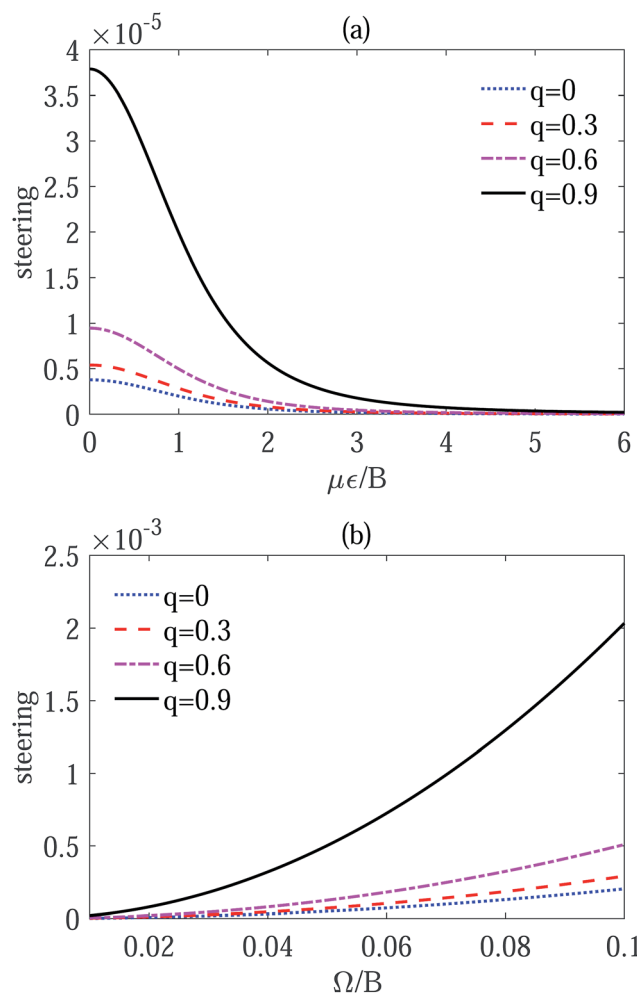 (a)
×10⁻⁵
4
3.5
3
2.5
2
1.5
1
0.5
0
steering
q=0
q=0.3
q=0.6
q=0.9
0 1 2 3 4 5 6
μϵ/B
(b)
×10⁻³
2.5
2
1.5
1
0.5
0
steering
q=0
q=0.3
q=0.6
q=0.9
0.02 0.04 0.06 0.08 0.1
Ω/B